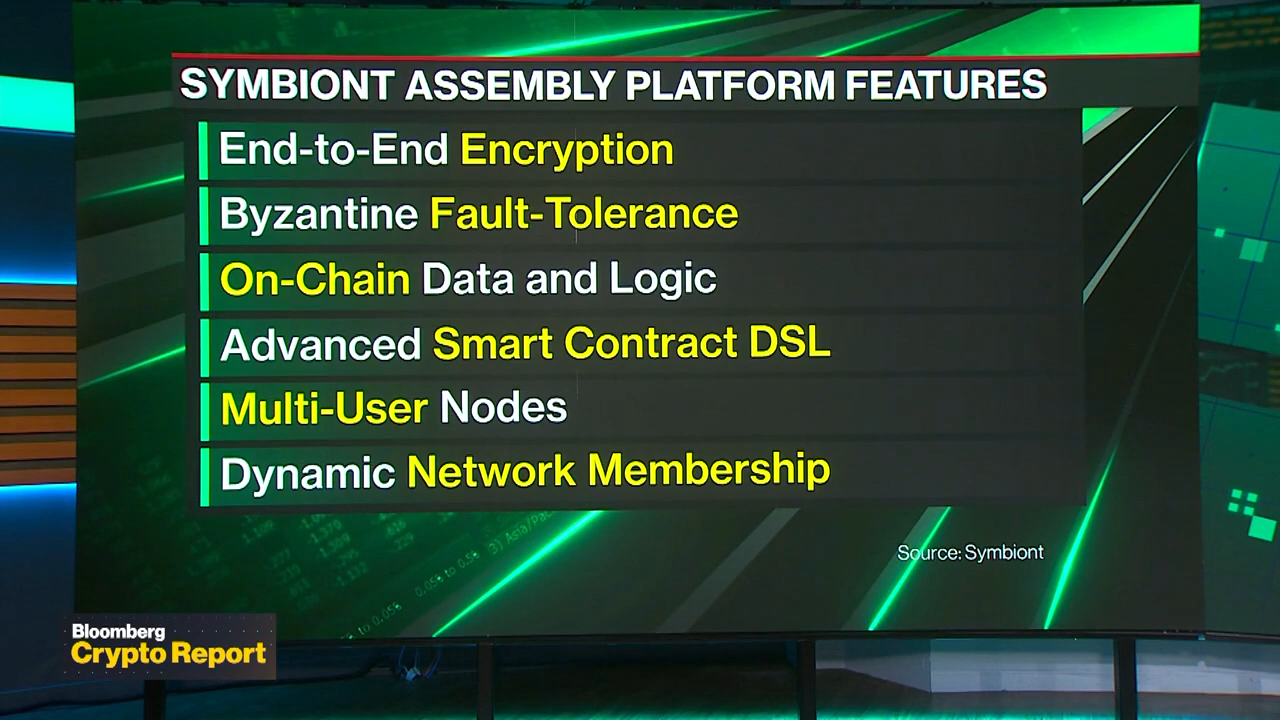 SYMBIONT ASSEMBLY PLATFORM FEATURES
End-to-End Encryption
Byzantine Fault-Tolerance
On-Chain Data and Logic
Advanced Smart Contract DSL
Multi-User Nodes
Dynamic Network Membership
Source: Symbiont
Bloomberg
Crypto Report